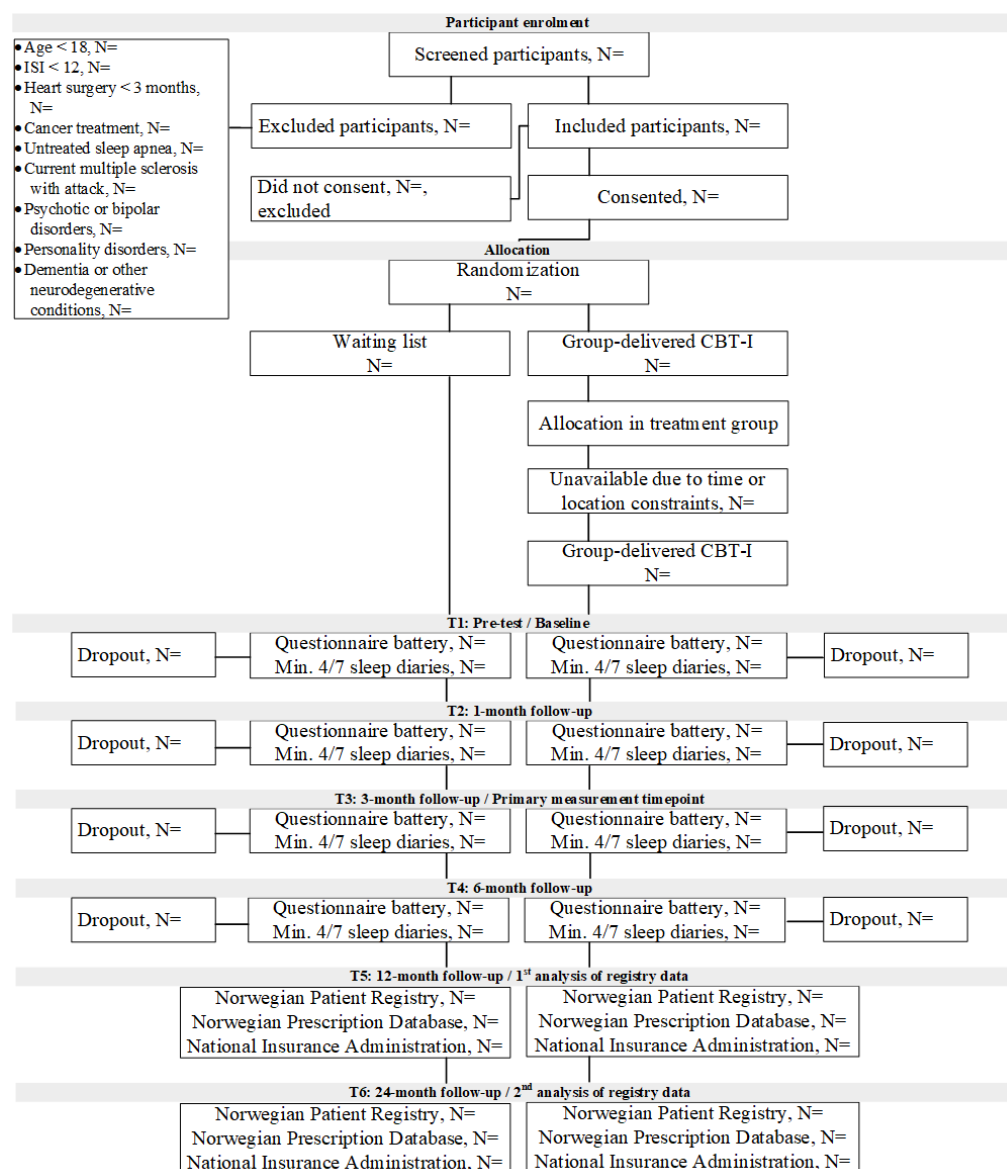 Participant enrolment
• Age < 18, N=
• ISI < 12, N=
• Heart surgery < 3 months,
N=
• Cancer treatment, N=
• Untreated sleep apnea, N=
• Current multiple sclerosis
with attack, N=
• Psychotic or bipolar
disorders, N=
• Personality disorders, N=
• Dementia or other
neurodegenerative
conditions, N=
Screened participants, N=
Excluded participants, N=
Included participants, N=
Did not consent, N=,
excluded
Consented, N=
Allocation
Randomization
N=
Waiting list
N=
Group-delivered CBT-I
N=
Allocation in treatment group
Unavailable due to time or
location constraints, N=
Group-delivered CBT-I
N=
T1: Pre-test / Baseline
Dropout, N=
Questionnaire battery, N=
Min. 4/7 sleep diaries, N=
Questionnaire battery, N=
Min. 4/7 sleep diaries, N=
Dropout, N=
T2: 1-month follow-up
Dropout, N=
Questionnaire battery, N=
Min. 4/7 sleep diaries, N=
Questionnaire battery, N=
Min. 4/7 sleep diaries, N=
Dropout, N=
T3: 3-month follow-up / Primary measurement timepoint
Dropout, N=
Questionnaire battery, N=
Min. 4/7 sleep diaries, N=
Questionnaire battery, N=
Min. 4/7 sleep diaries, N=
Dropout, N=
T4: 6-month follow-up
Dropout, N=
Questionnaire battery, N=
Min. 4/7 sleep diaries, N=
Questionnaire battery, N=
Min. 4/7 sleep diaries, N=
Dropout, N=
T5: 12-month follow-up / 1st analysis of registry data
Norwegian Patient Registry, N=
Norwegian Prescription Database, N=
National Insurance Administration, N=
Norwegian Patient Registry, N=
Norwegian Prescription Database, N=
National Insurance Administration, N=
T6: 24-month follow-up / 2nd analysis of registry data
Norwegian Patient Registry, N=
Norwegian Prescription Database, N=
National Insurance Administration, N=
Norwegian Patient Registry, N=
Norwegian Prescription Database, N=
National Insurance Administration, N=